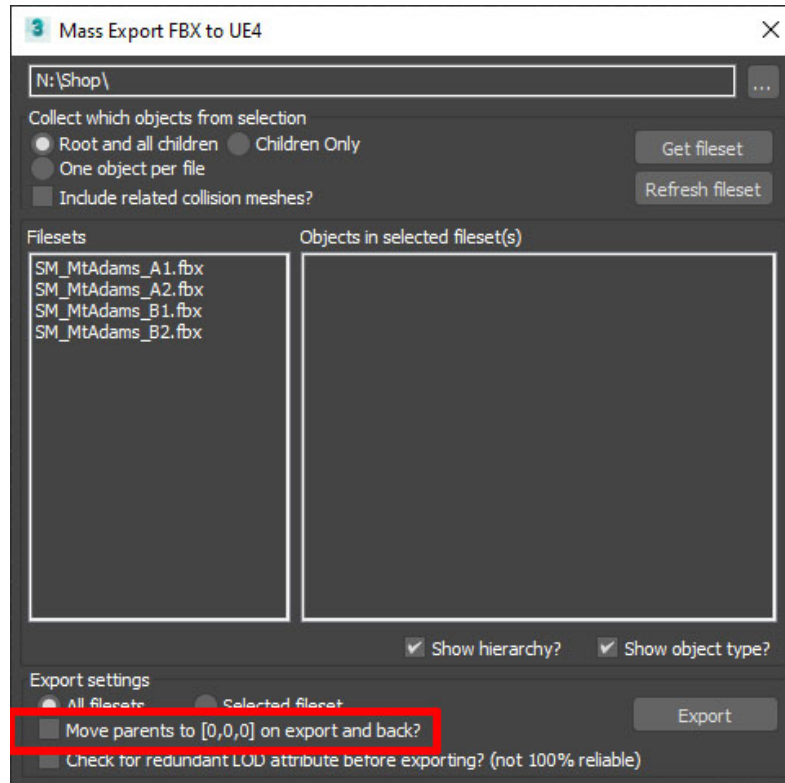 3 Mass Export FBX to UE4
N:\Shop\
...
Collect which objects from selection
Root and all children Children Only
Get fileset
One object per file
Include related collision meshes?
Refresh fileset
Filesets
Objects in selected fileset(s)
SM_MtAdams_A1.fbx
SM_MtAdams_A2.fbx
SM_MtAdams_B1.fbx
SM_MtAdams_B2.fbx
Show hierarchy? Show object type?
Export settings
All filesets Selected fileset
Export
Move parents to [0,0,0] on export and back?
Check for redundant LOD attribute before exporting? (not 100% reliable)